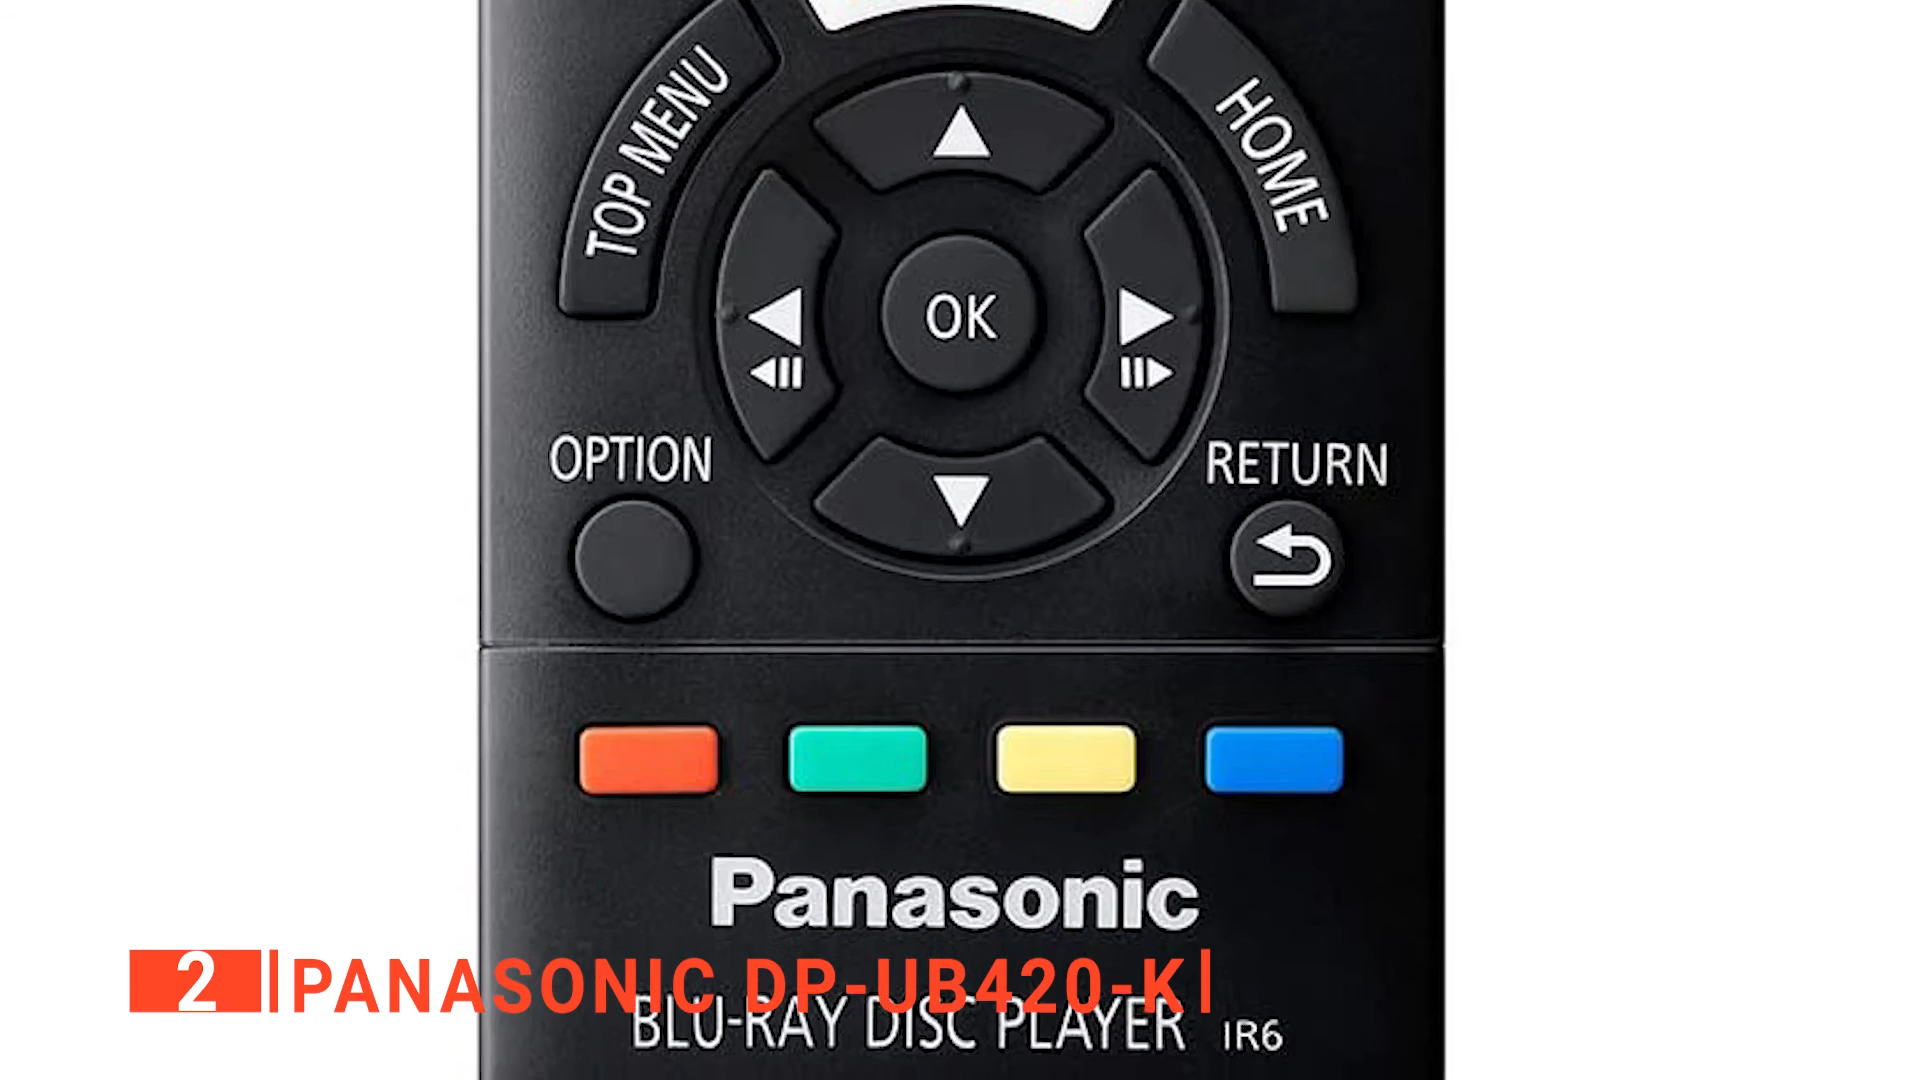 TOP MENU
HOME
OK
OPTION
RETURN
Panasonic
2 PANASONIC DP-UB420-K
BLU-RAY DISC PLAYER IR6